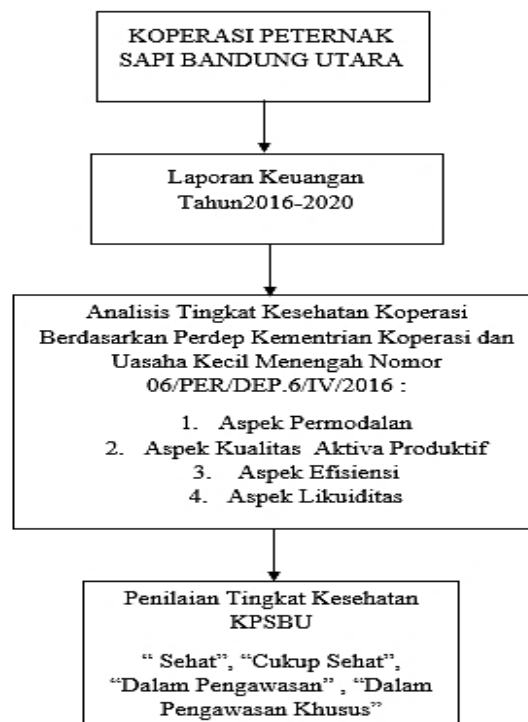 KOPERASI PETERNAK
SAPI BANDUNG UTARA
Laporan Keuangan
Tahun2016-2020
Analisis Tingkat Kesehatan Koperasi
Berdasarkan Perdep Kementrian Koperasi dan
Uasaha Kecil Menengah Nomor
06/PER/DEP.6/IV/2016 :
1. Aspek Permodalan
2. Aspek Kualitas Aktiva Produktif
3. Aspek Efisiensi
4. Aspek Likuiditas
Penilaian Tingkat Kesehatan
KPSBU
“ Sehat”, “Cukup Sehat”,
“Dalam Pengawasan” , “Dalam
Pengawasan Khusus”